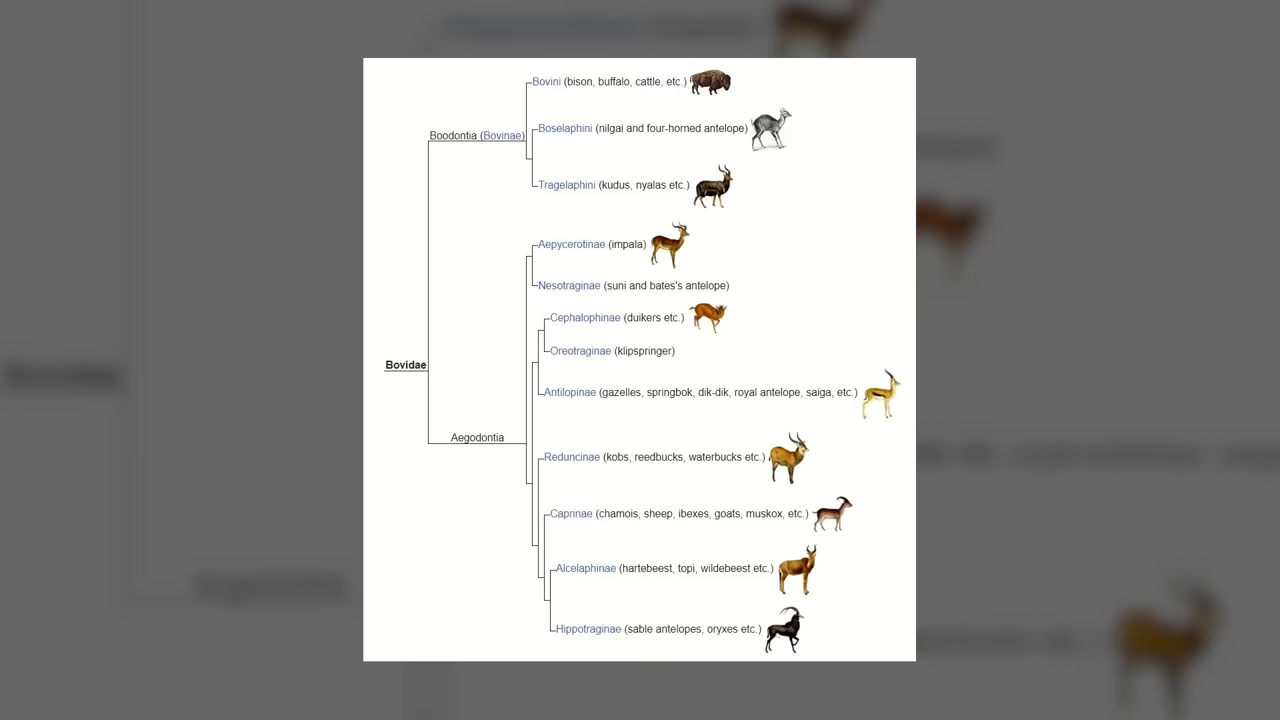 Bovini (bison, buffalo, cattle, etc.)
Boselaphini (nilgai and four-horned antelope)
Boodontia (Bovinae)
Tragelaphini (kudus, nyalas etc.)
Aepycerotinae (impala)
Nesotraginae (suni and bates's antelope)
Cephalophinae (duikers etc.)
Oreotraginae (klipspringer)
Bovidae
Antilopinae (gazelles, springbok, dik-dik, royal antelope, saiga, etc.)
Aegodontia
Reduncinae (kobs, reedbucks, waterbucks etc.)
Caprinae (chamois, sheep, ibexes, goats, muskox, etc.)
Alcelaphinae (hartebeest, topi, wildebeest etc.)
Hippotraginae (sable antelopes, oryxes etc.)